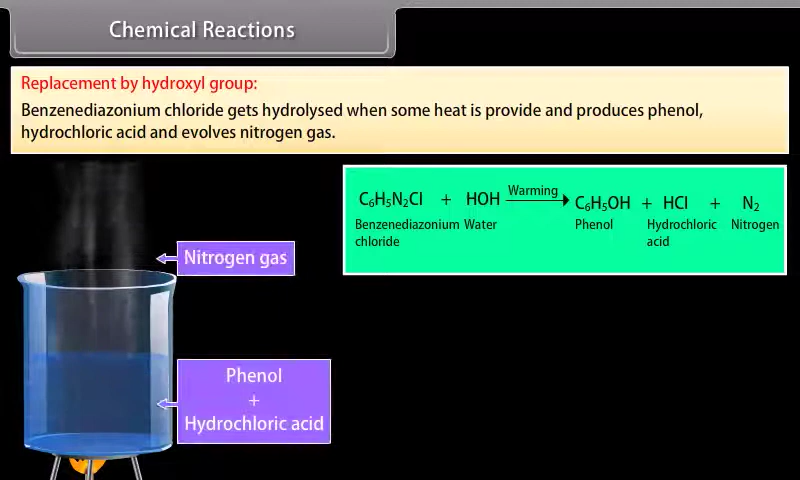 Chemical Reactions
Replacement by hydroxyl group:
Benzenediazonium chloride gets hydrolysed when some heat is provide and produces phenol,
hydrochloric acid and evolves nitrogen gas.
C₆H₅N₂Cl + HOH Warming C₆H₅OH + HCl + N₂
Benzenediazonium Water Phenol Hydrochloric Nitrogen
chloride acid
Nitrogen gas
Phenol
+
Hydrochloric acid